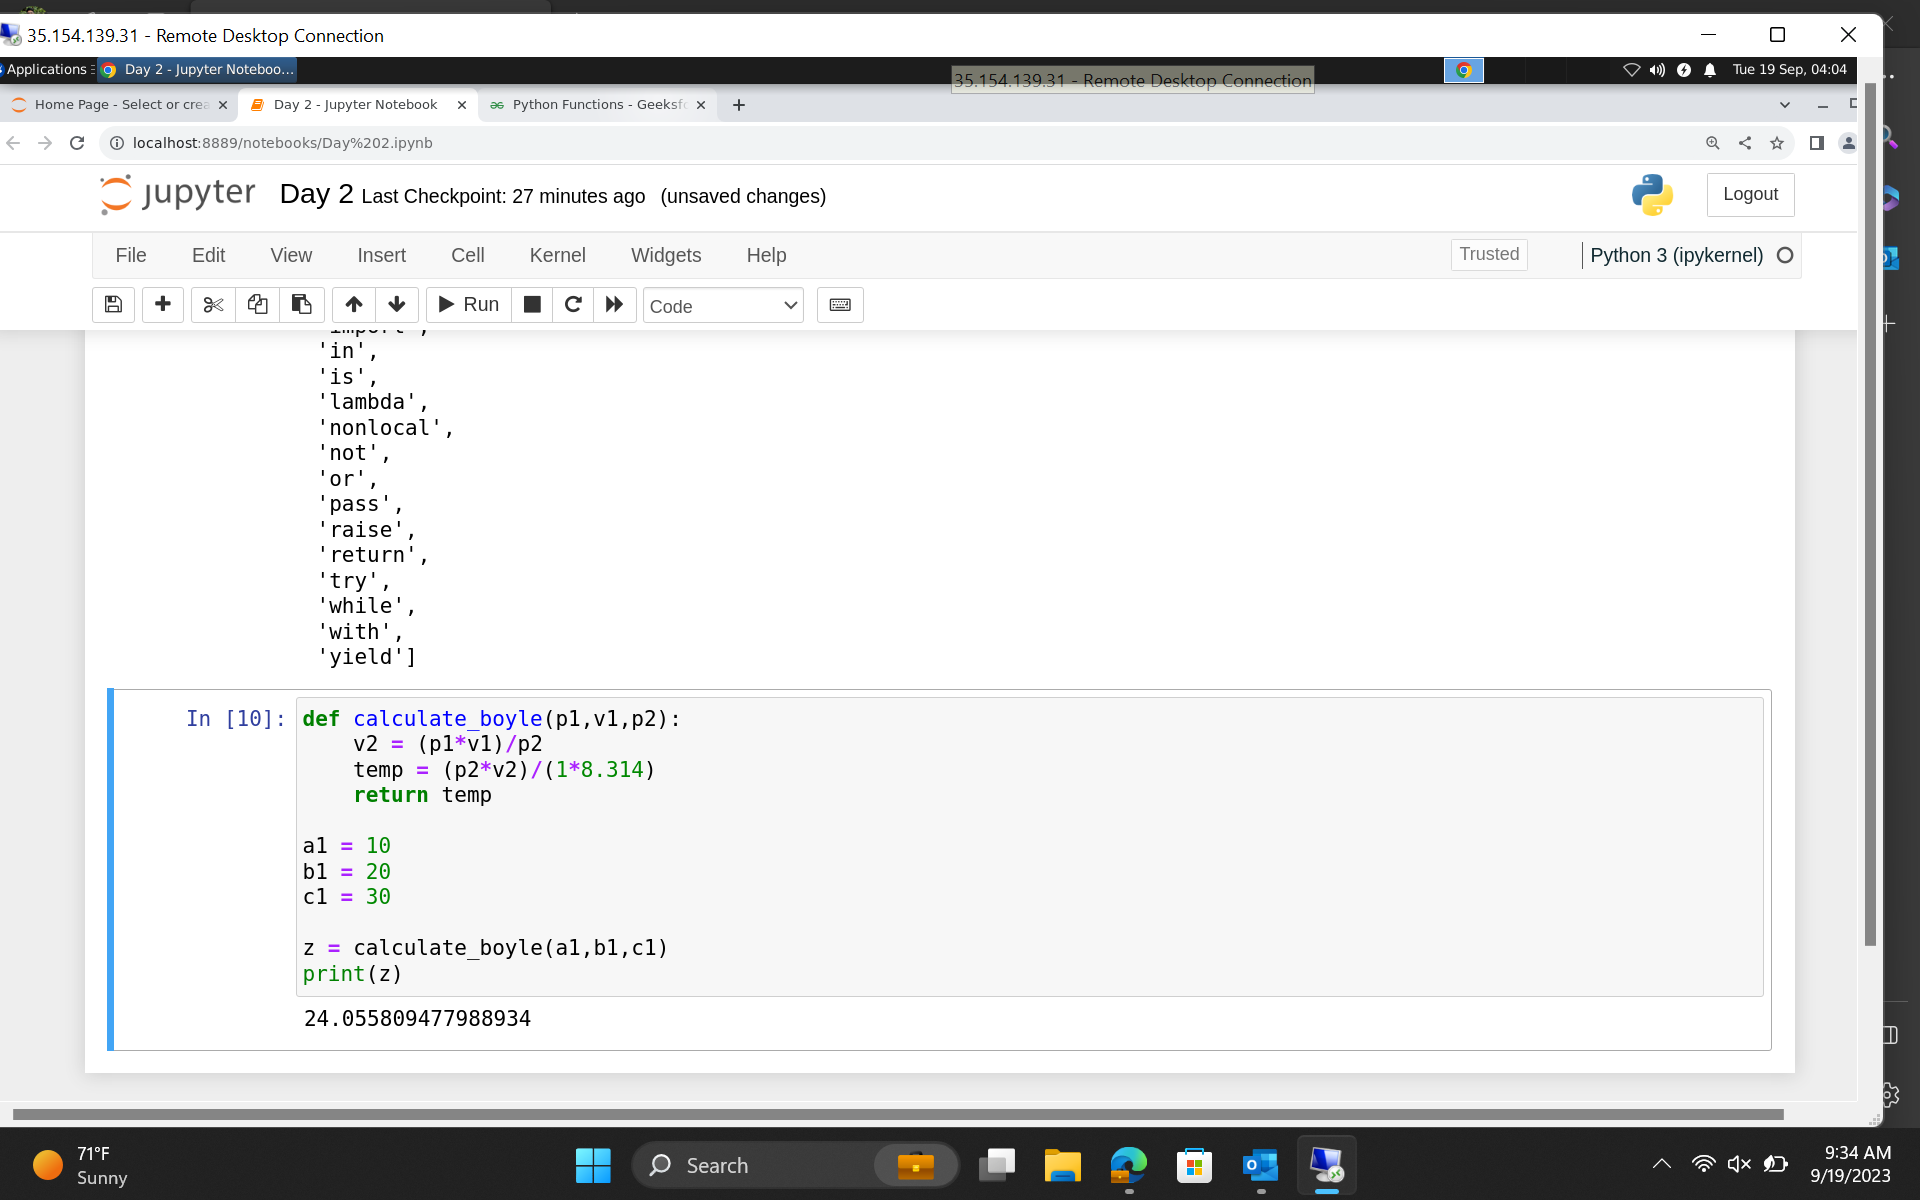 35.154.139.31 - Remote Desktop Connection
Applications
Day 2 - Jupyter Noteboo...
35.154.139.31 - Remote Desktop Connection
Tue 19 Sep, 04:04
Home Page - Select or crea
Day 2 - Jupyter Notebook
Python Functions - Geeksf
localhost:8889/notebooks/Day%202.ipynb
jupyter Day 2 Last Checkpoint: 27 minutes ago (unsaved changes)
Logout
File Edit View Insert Cell Kernel Widgets Help
Trusted
Python 3 (ipykernel)
Run
Code
'import',
'in',
'is',
'lambda',
'nonlocal',
'not',
'or',
'pass',
'raise',
'return',
'try',
'while',
'with',
'yield']
In [10]: def calculate_boyle(p1,v1,p2):
    v2 = (p1*v1)/p2
    temp = (p2*v2)/(1*8.314)
    return temp
a1 = 10
b1 = 20
c1 = 30
z = calculate_boyle(a1,b1,c1)
print(z)
24.055809477988934
71°F
Sunny
Search
9:34 AM
9/19/2023